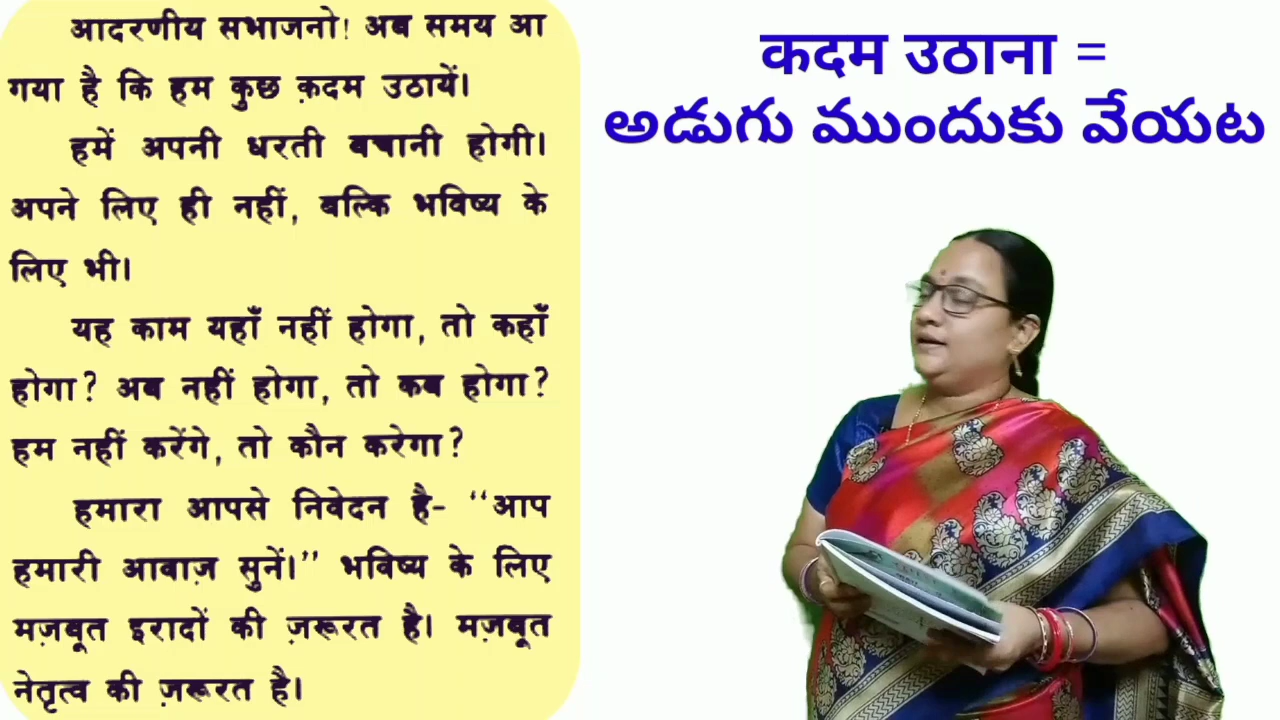 आदरणीय सभाजनो! अब समय आ
गया है कि हम कुछ क़दम उठायें।
हमें अपनी धरती बचानी होगी।
अपने लिए ही नहीं, बल्कि भविष्य के
लिए भी।
यह काम यहाँ नहीं होगा, तो कहाँ
होगा? अब नहीं होगा, तो कब होगा?
हम नहीं करेंगे, तो कौन करेगा?
हमारा आपसे निवेदन है- ‘‘आप
हमारी आवाज़ सुनें।’’ भविष्य के लिए
मज़बूत इरादों की ज़रूरत है। मज़बूत
नेतृत्व की ज़रूरत है।
कदम उठाना =
అడుగు ముందుకు వేయట